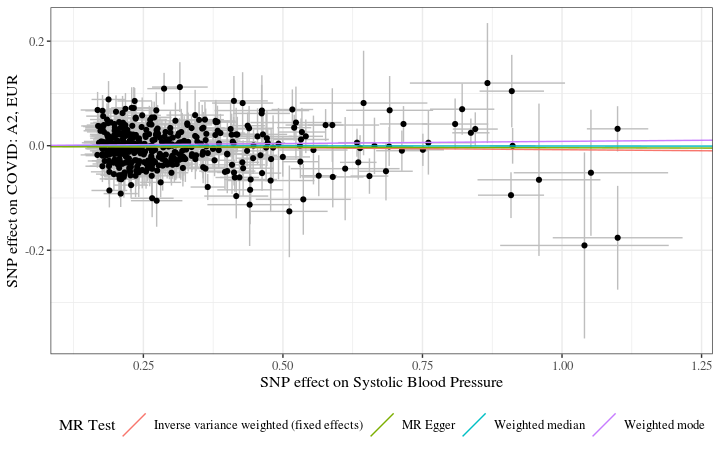 SNP effect on COVID: A2, EUR
0.2
0.0
-0.2
0.25 0.50 0.75 1.00 1.25
SNP effect on Systolic Blood Pressure
MR Test Inverse variance weighted (fixed effects) MR Egger Weighted median Weighted mode